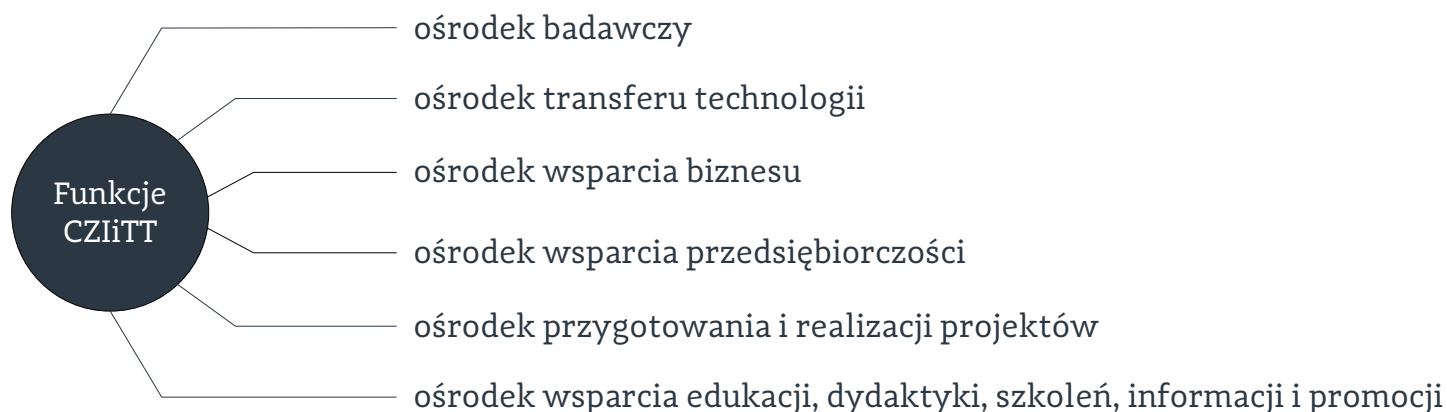 ośrodek badawczy
ośrodek transferu technologii
ośrodek wsparcia biznesu
Funkcje
CZIiTT
ośrodek wsparcia przedsiębiorczości
ośrodek przygotowania i realizacji projektów
ośrodek wsparcia edukacji, dydaktyki, szkoleń, informacji i promocji